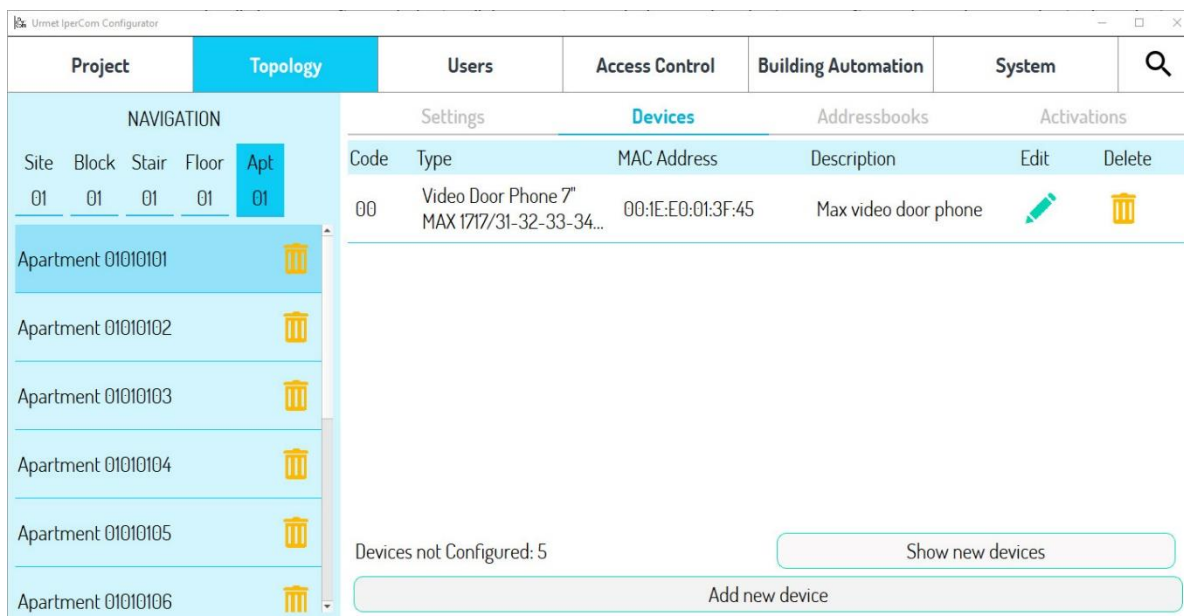 Urmet IperCom Configurator
Project
Topology
Users
Access Control
Building Automation
System
NAVIGATION
Site Block Stair Floor Apt
01 01 01 01 01
Apartment 01010101
Apartment 01010102
Apartment 01010103
Apartment 01010104
Apartment 01010105
Apartment 01010106
Settings
Devices
Addressbooks
Activations
Code Type MAC Address Description Edit Delete
00 Video Door Phone 7" 00:1E:E0:01:3F:45 Max video door phone
MAX 1717/31-32-33-34...
Devices not Configured: 5
Show new devices
Add new device